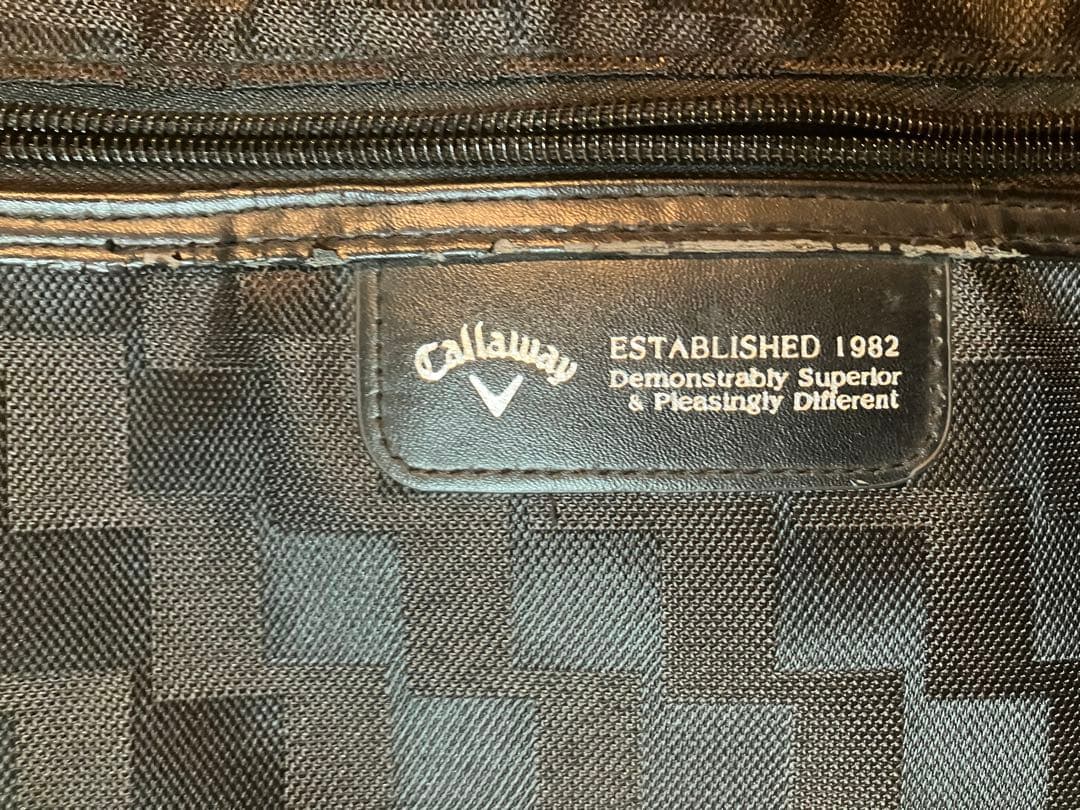 Callaway
ESTABLISHED 1982
Demonstrably Superior
& Pleasingly Different